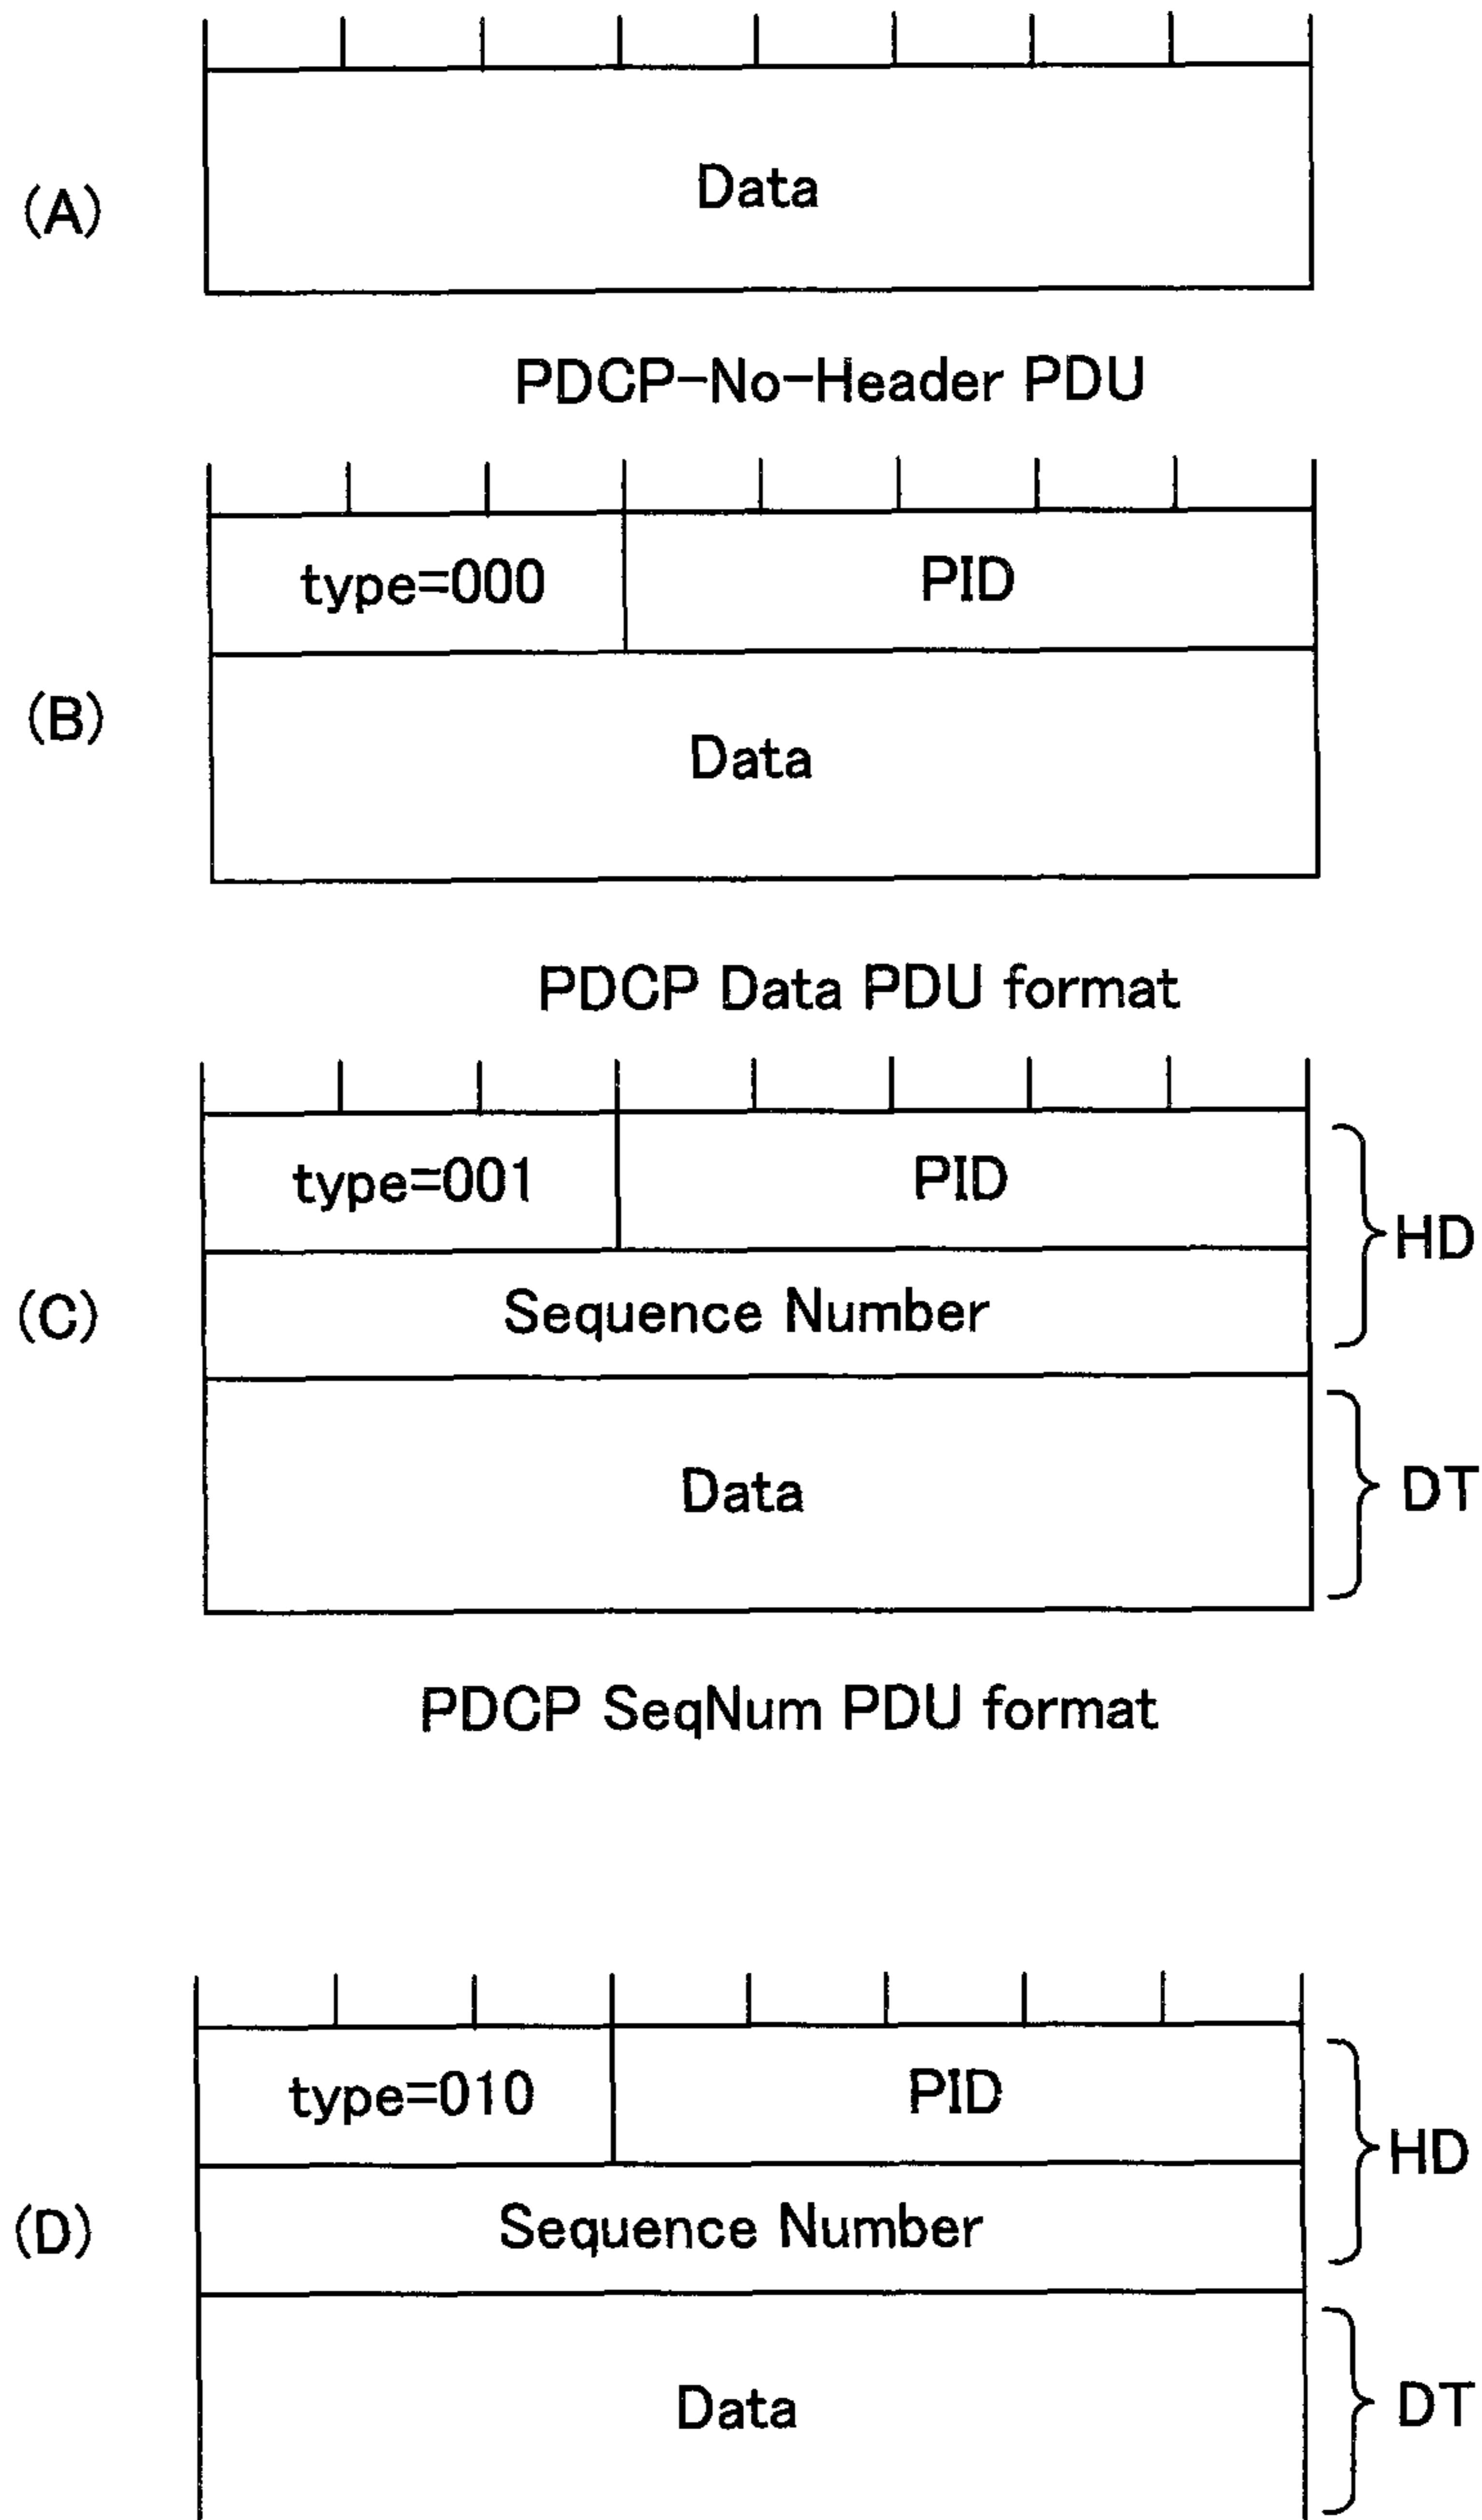 Data
(A)
PDCP-No-Header PDU
type=000 PID
(B)
Data
PDCP Data PDU format
type=001 PID
HD
(C)
Sequence Number
Data
DT
PDCP SeqNum PDU format
type=010 PID
HD
(D)
Sequence Number
Data
DT